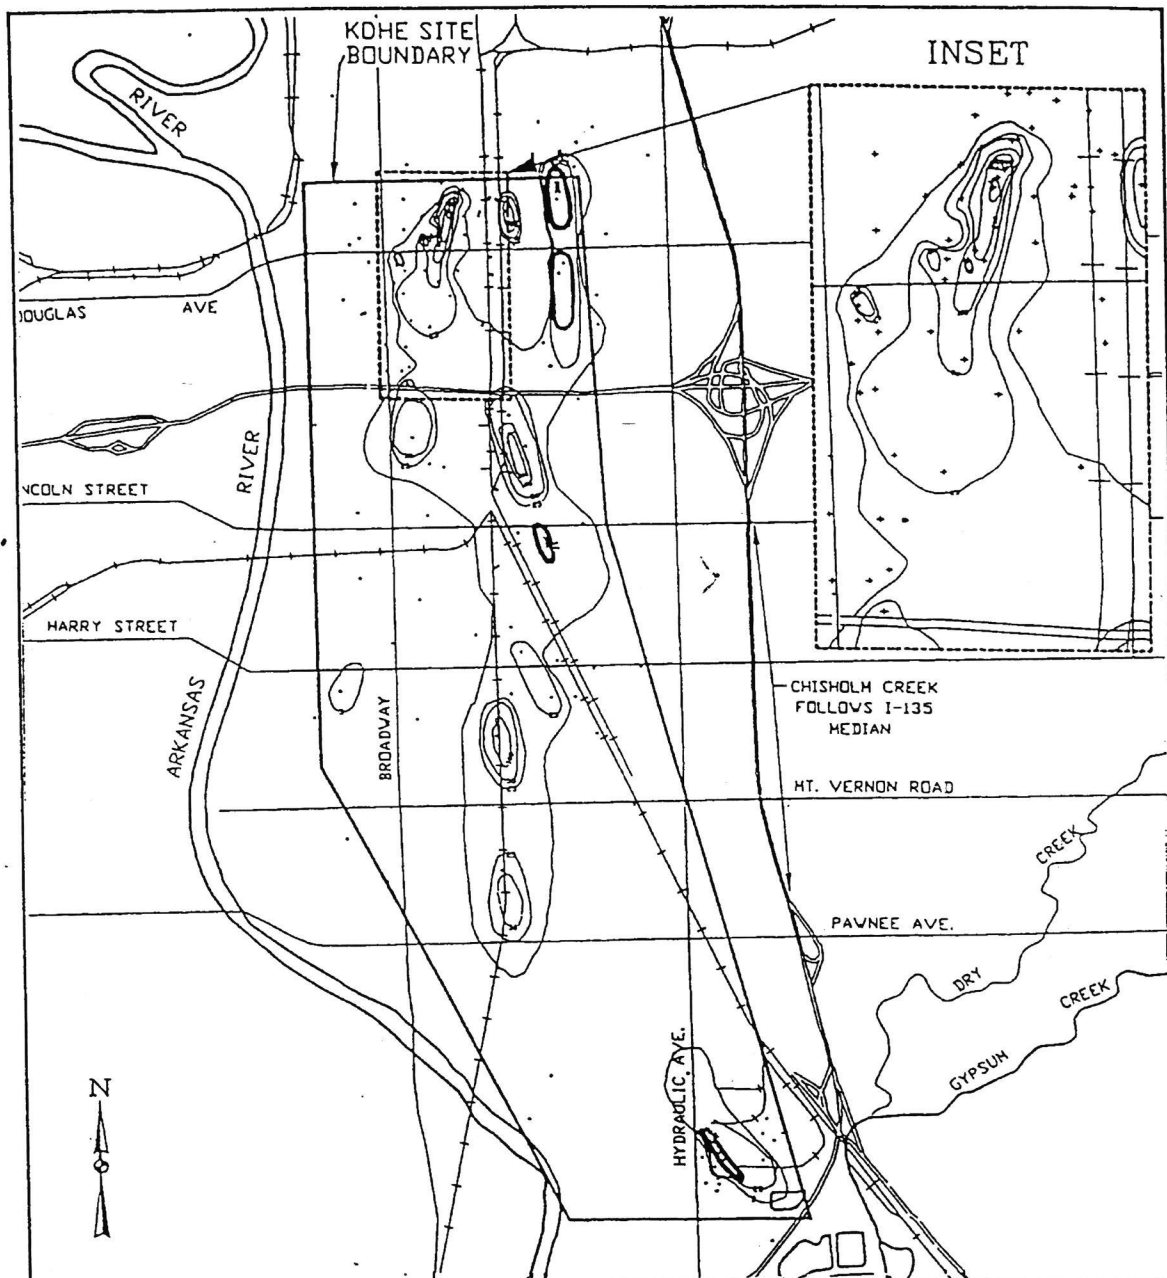 KOHE SITE
BOUNDARY
INSET
RIVER
DOUGLAS AVE
RIVER
NCOLN STREET
HARRY STREET
ARKANSAS
BROADWAY
CHISHOLM CREEK
FOLLOWS I-135
MEDIAN
MT. VERNON ROAD
CREEK
PAWNEE AVE.
DRY
CREEK
GYPSUM
HYDRAULIC AVE.
N